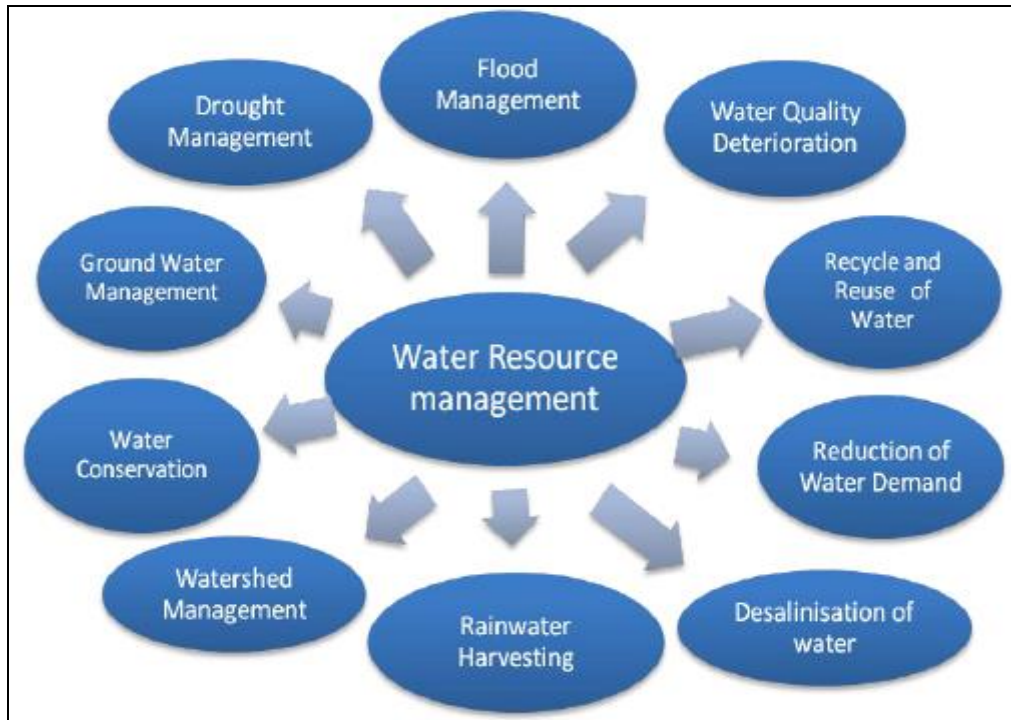 Flood
Management
Drought
Management
Water Quality
Deterioration
Ground Water
Management
Recycle and
Reuse of
Water
Water Resource
management
Water
Conservation
Reduction of
Water Demand
Watershed
Management
Rainwater
Harvesting
Desalinisation of
water